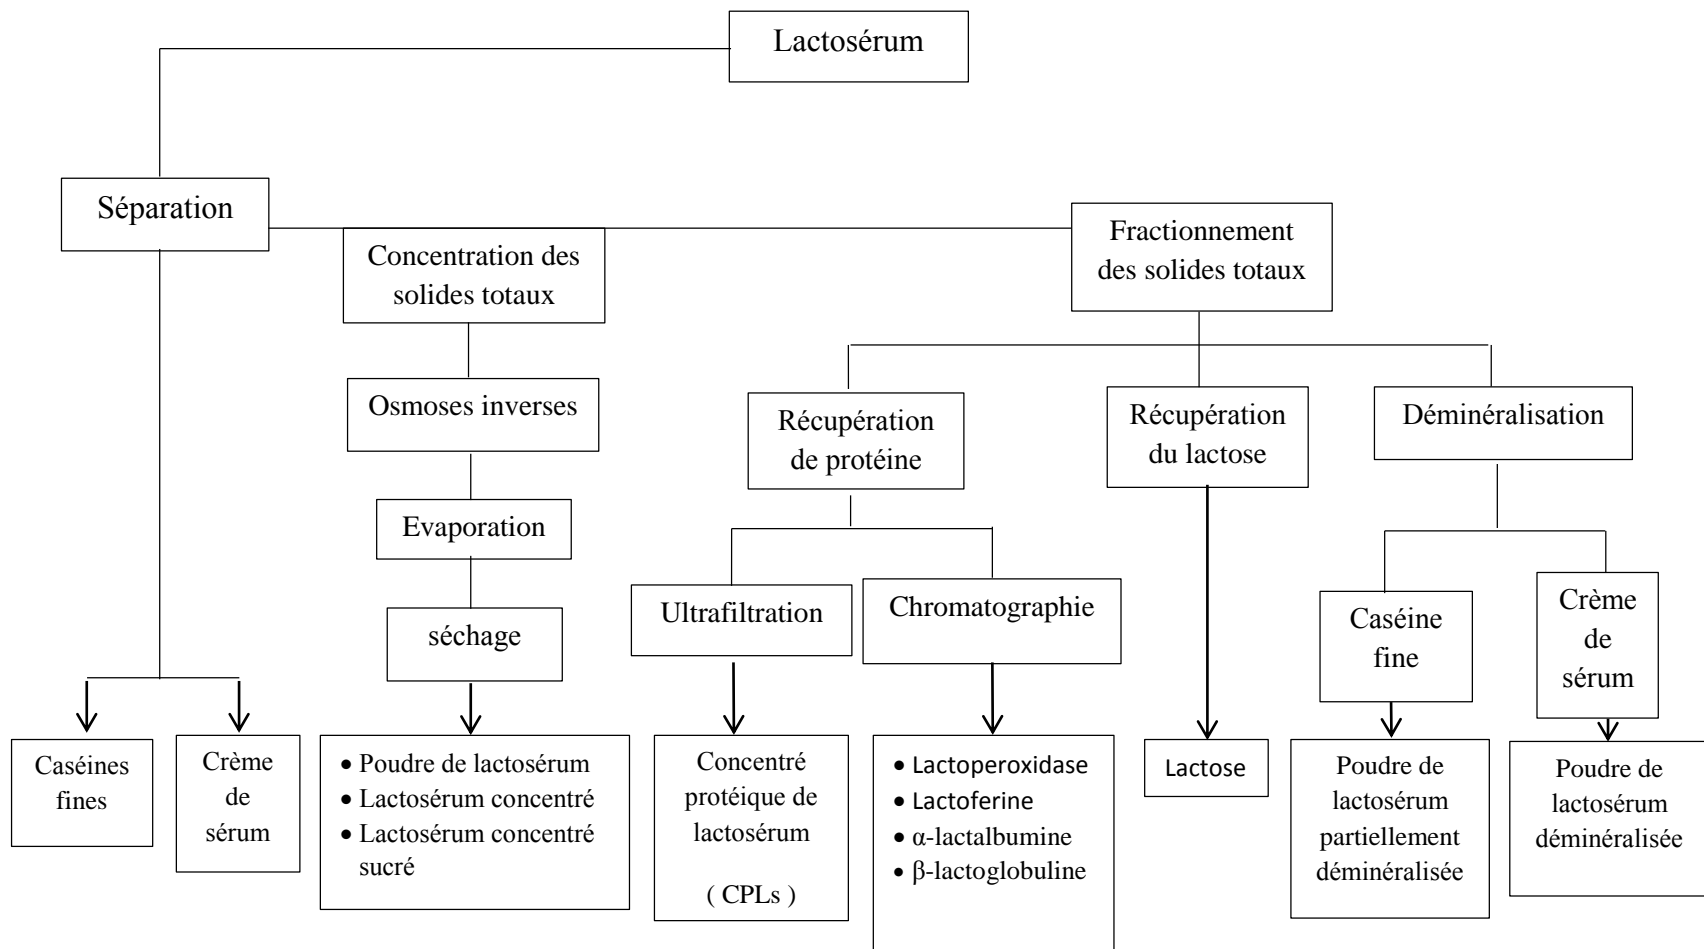 Lactosérum
Séparation
Concentration des
solides totaux
Fractionnement
des solides totaux
Osmoses inverses
Récupération
de protéine
Récupération
du lactose
Déminéralisation
Evaporation
Ultrafiltration
Chromatographie
Caséine
fine
Crème
de
sérum
séchage
Caséines
fines
Crème
de
sérum
• Poudre de lactosérum
• Lactosérum concentré
• Lactosérum concentré
sucré
Concentré
protéique de
lactosérum
( CPLs )
• Lactoperoxidase
• Lactoferine
• α-lactalbumine
• β-lactoglobuline
Lactose
Poudre de
lactosérum
partiellement
déminéralisée
Poudre de
lactosérum
déminéralisée